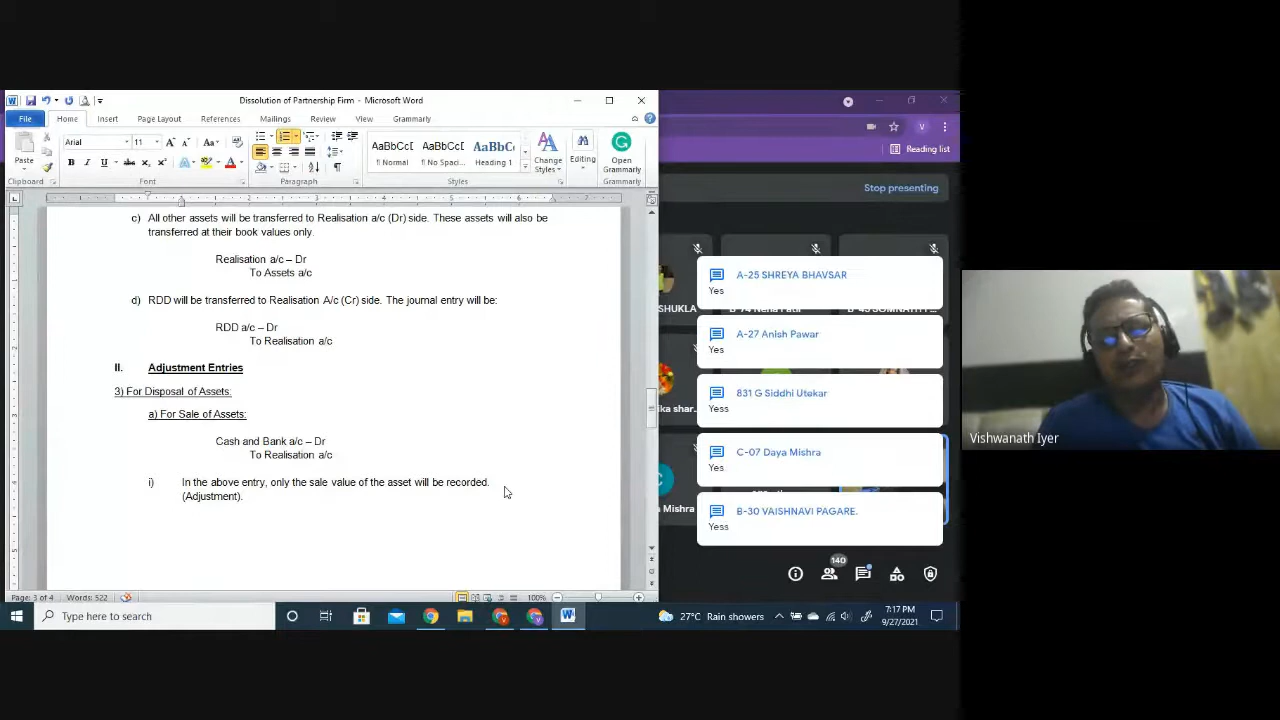 Dissolution of Partnership Firm - Microsoft Word
File Home Insert Page Layout References Mailings Review View Grammarly
Reading list
Arial 11
Paste
AaBbCcI AaBbCcI AaBbC
¶ Normal ¶ No Spaci... Heading 1
Change Styles
Editing
Open Grammarly
Clipboard Font Paragraph Styles Grammarly
Stop presenting
c) All other assets will be transferred to Realisation a/c (Dr) side. These assets will also be
transferred at their book values only.
Realisation a/c – Dr
To Assets a/c
d) RDD will be transferred to Realisation A/c (Cr) side. The journal entry will be:
RDD a/c – Dr
To Realisation a/c
II. Adjustment Entries
3) For Disposal of Assets:
a) For Sale of Assets:
Cash and Bank a/c – Dr
To Realisation a/c
i) In the above entry, only the sale value of the asset will be recorded.
(Adjustment).
Page: 3 of 4 Words: 522 100%
SHUKLA
ika shar...
Mishra
A-25 SHREYA BHAVSAR
Yes
A-27 Anish Pawar
Yes
831 G Siddhi Utekar
Yess
C-07 Daya Mishra
Yes
B-30 VAISHNAVI PAGARE.
Yess
140
Vishwanath Iyer
Type here to search
27°C Rain showers
7:17 PM
9/27/2021